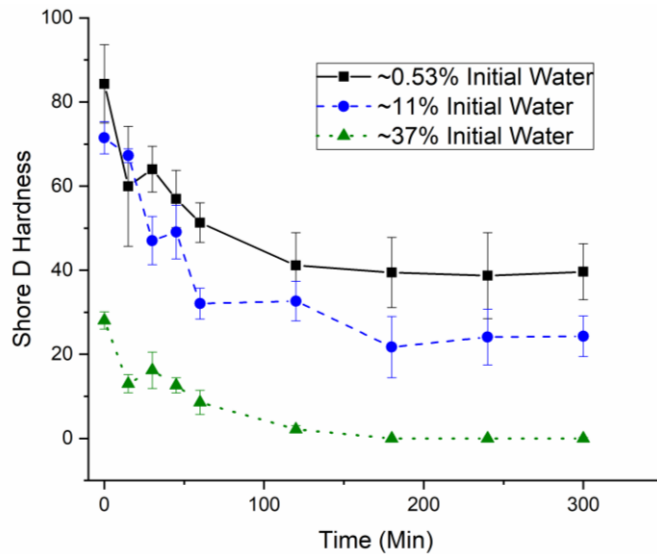 100
80
60
40
20
0
Shore D Hardness
~0.53% Initial Water
~11% Initial Water
~37% Initial Water
0
100
200
300
Time (Min)